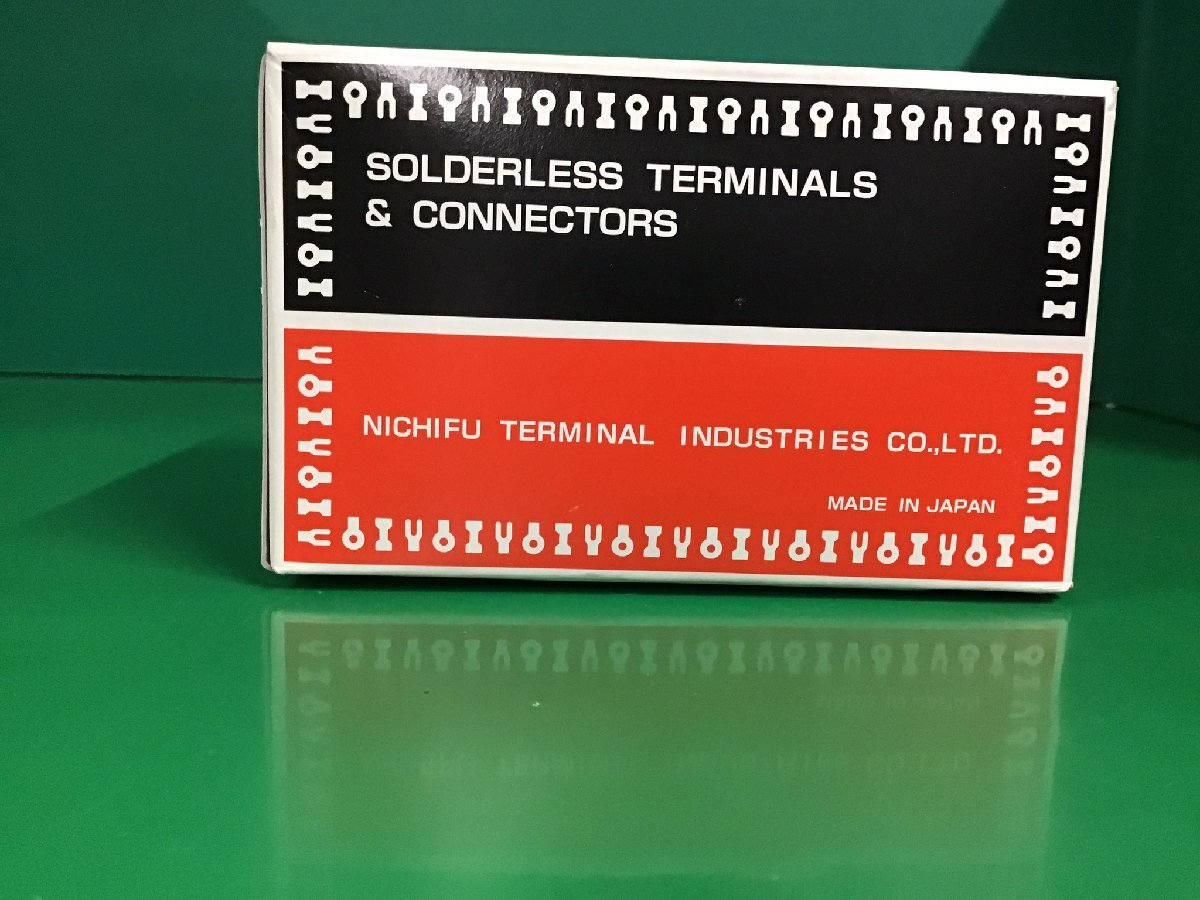 SOLDERLESS TERMINALS
& CONNECTORS
NICHIFU TERMINAL INDUSTRIES CO.,LTD.
MADE IN JAPAN